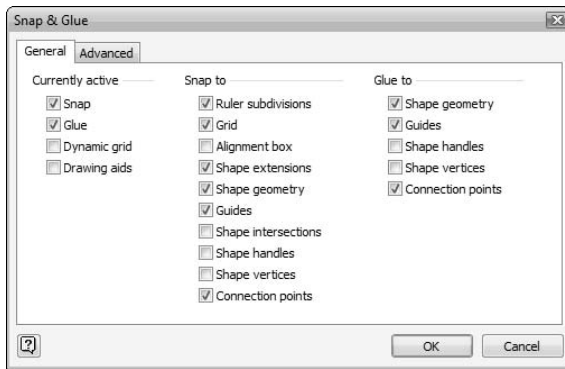 Snap & Glue
General
Advanced
Currently active
Snap
Glue
Dynamic grid
Drawing aids
Snap to
Ruler subdivisions
Grid
Alignment box
Shape extensions
Shape geometry
Guides
Shape intersections
Shape handles
Shape vertices
Connection points
Glue to
Shape geometry
Guides
Shape handles
Shape vertices
Connection points
?
OK
Cancel